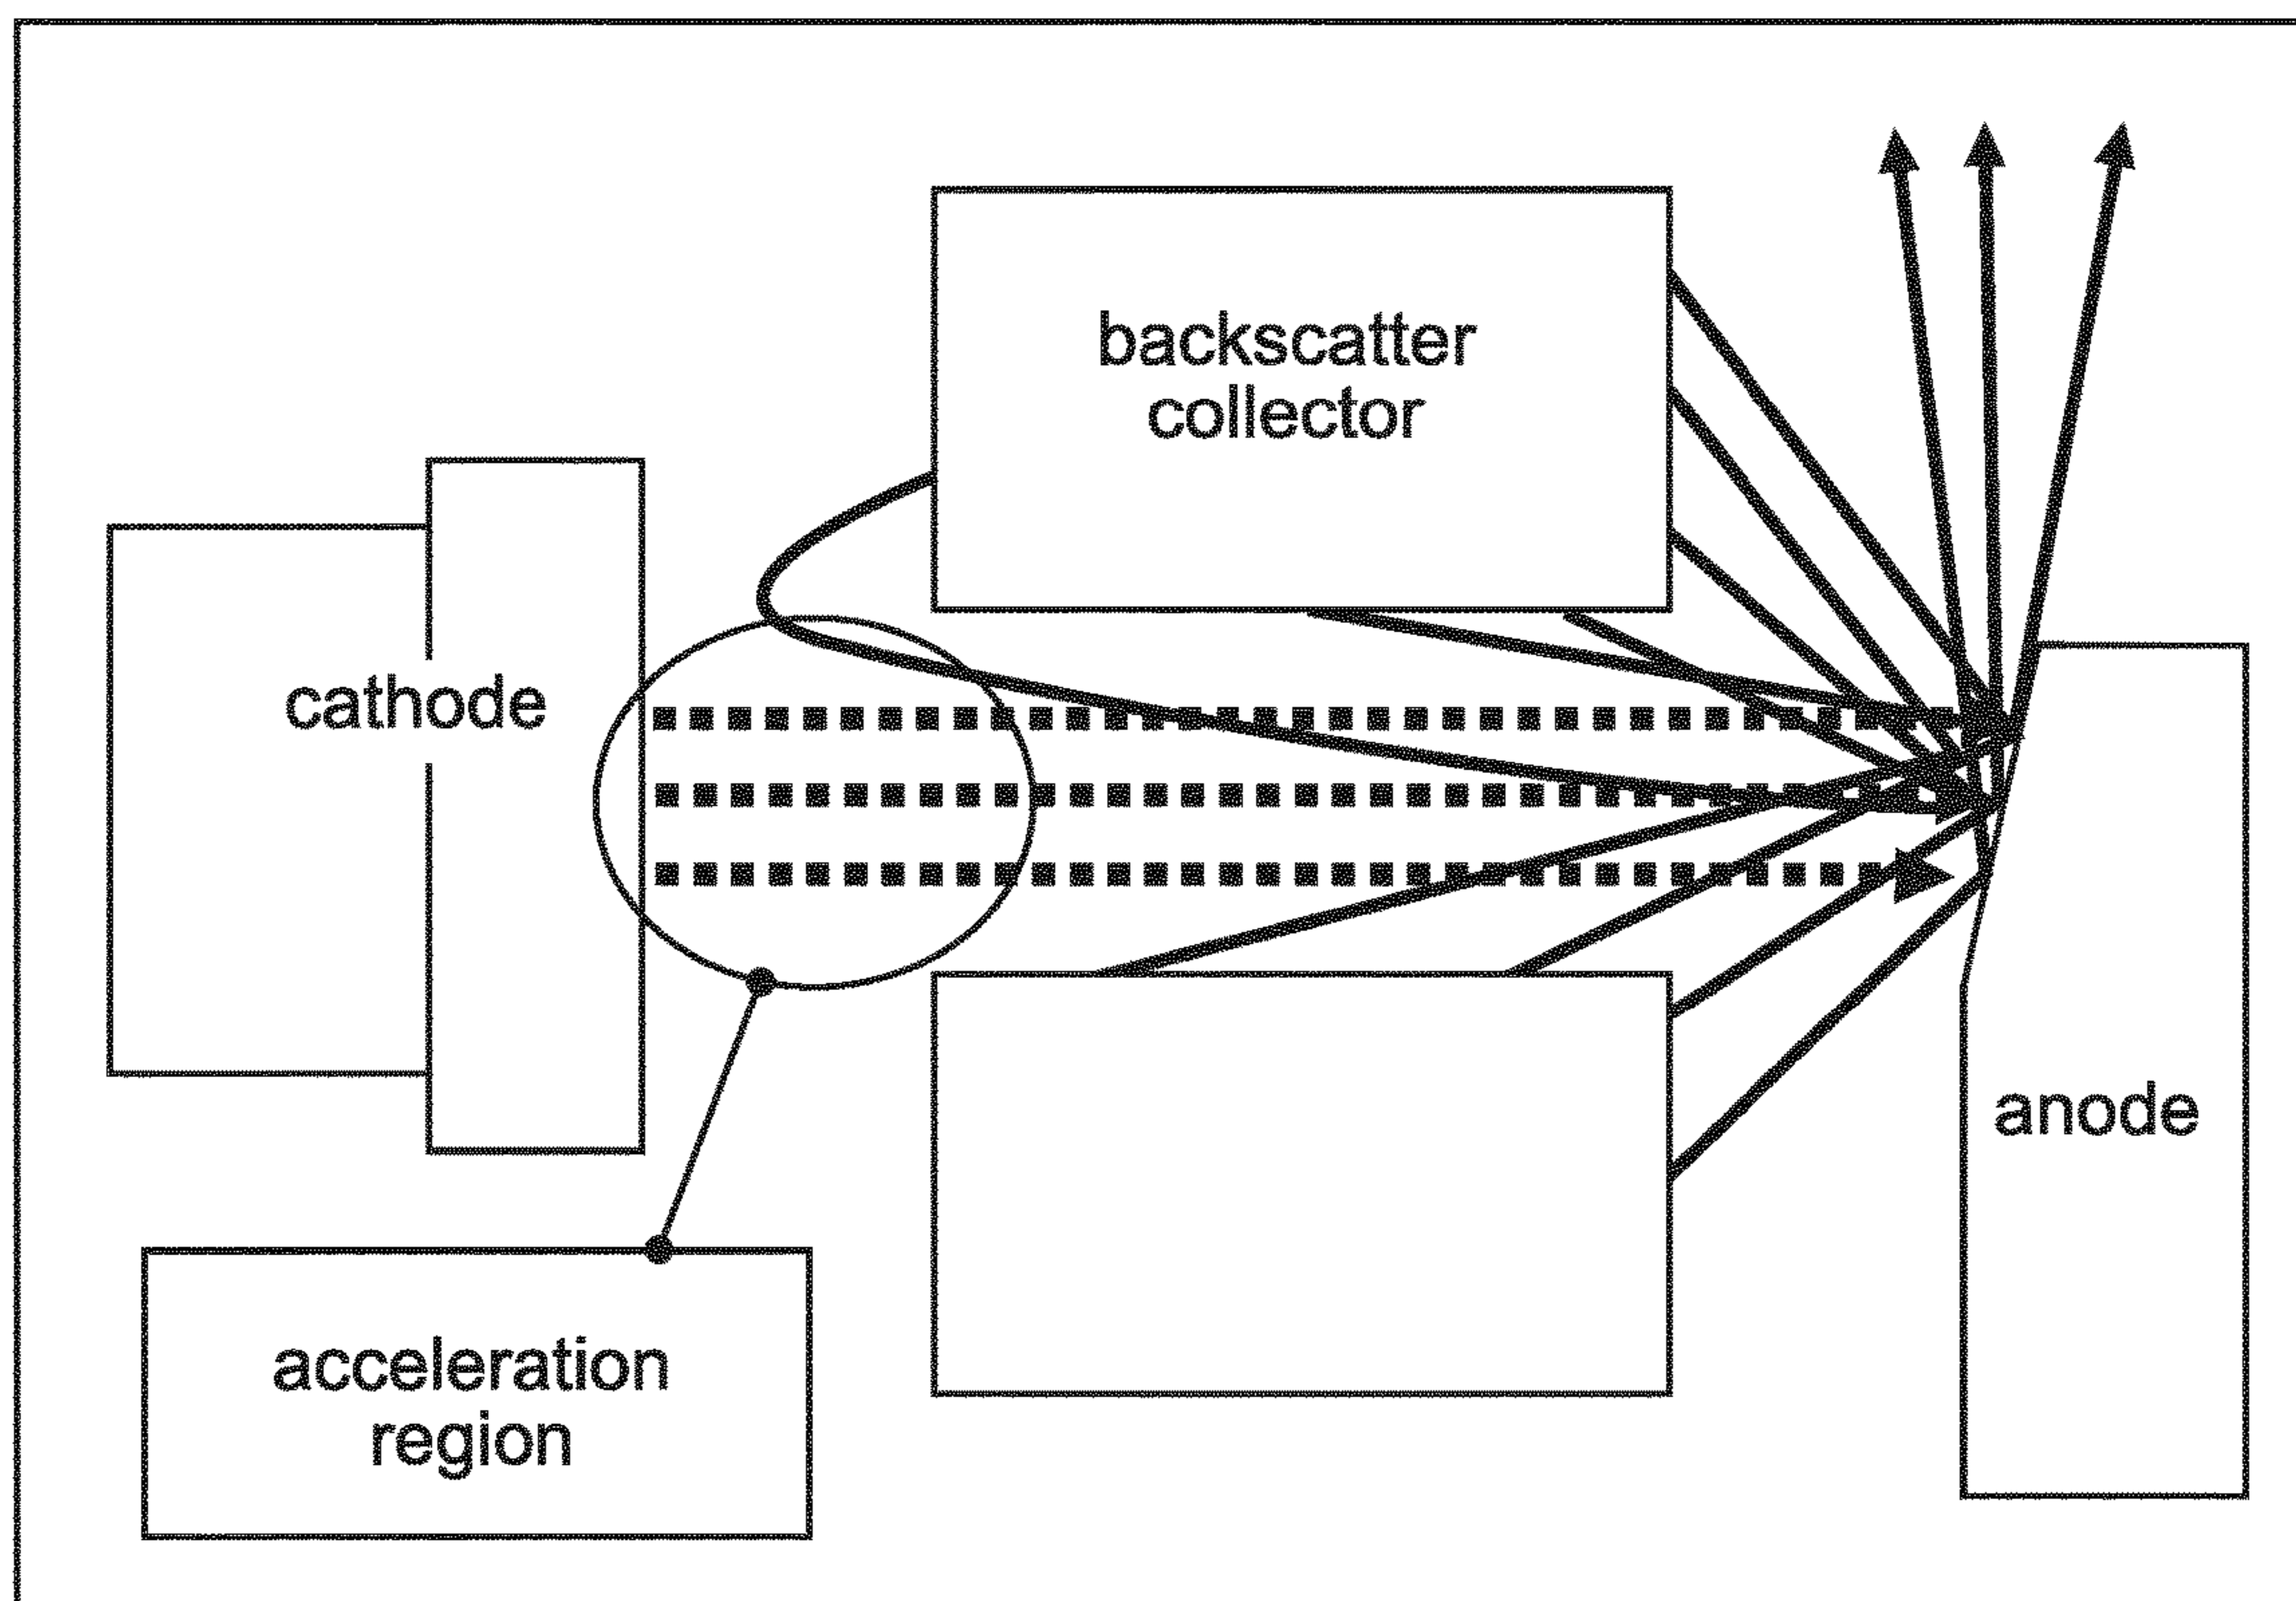 backscatter
collector
cathode
anode
acceleration
region